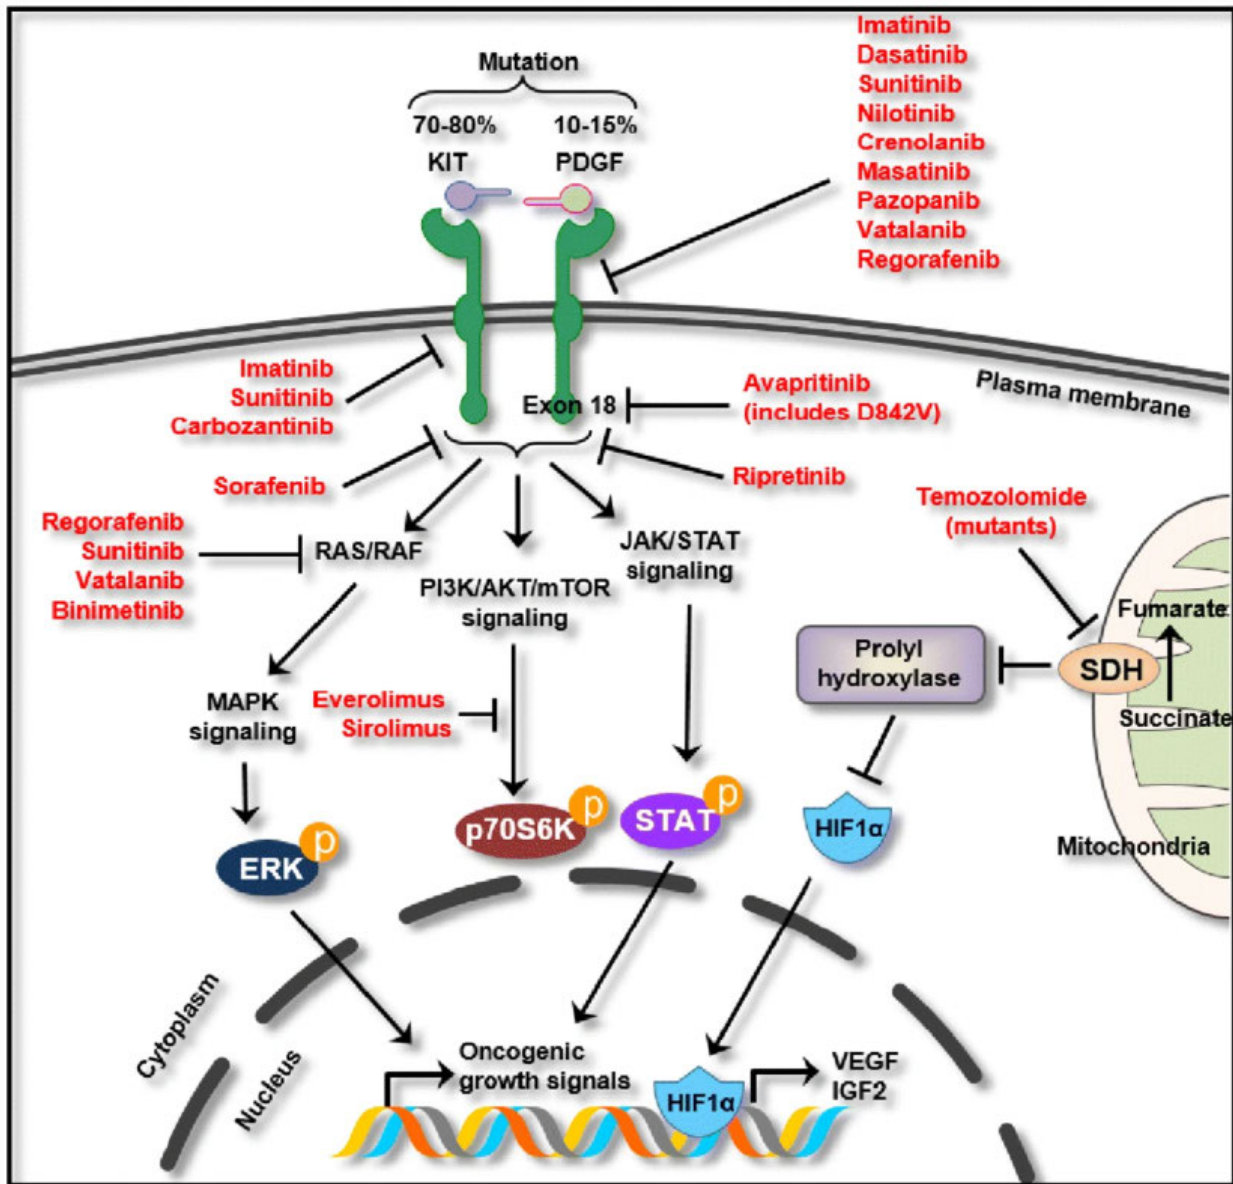 Mutation
70-80%
10-15%
KIT
PDGF
Imatinib
Dasatinib
Sunitinib
Nilotinib
Crenolanib
Masatinib
Pazopanib
Vatalanib
Regorafenib
Plasma membrane
Imatinib
Sunitinib
Carbozantinib
Exon 18
Avapritinib
(includes D842V)
Sorafenib
Ripretinib
Regorafenib
Sunitinib
Vatalanib
Binimetinib
RAS/RAF
PI3K/AKT/mTOR
signaling
JAK/STAT
signaling
Temozolomide
(mutants)
Fumarate
SDH
Succinate
Mitochondria
Prolyl
hydroxylase
MAPK
signaling
Everolimus
Sirolimus
p70S6K
p
STAT
p
HIF1α
ERK
p
Cytoplasm
Nucleus
Oncogenic
growth signals
HIF1α
VEGF
IGF2